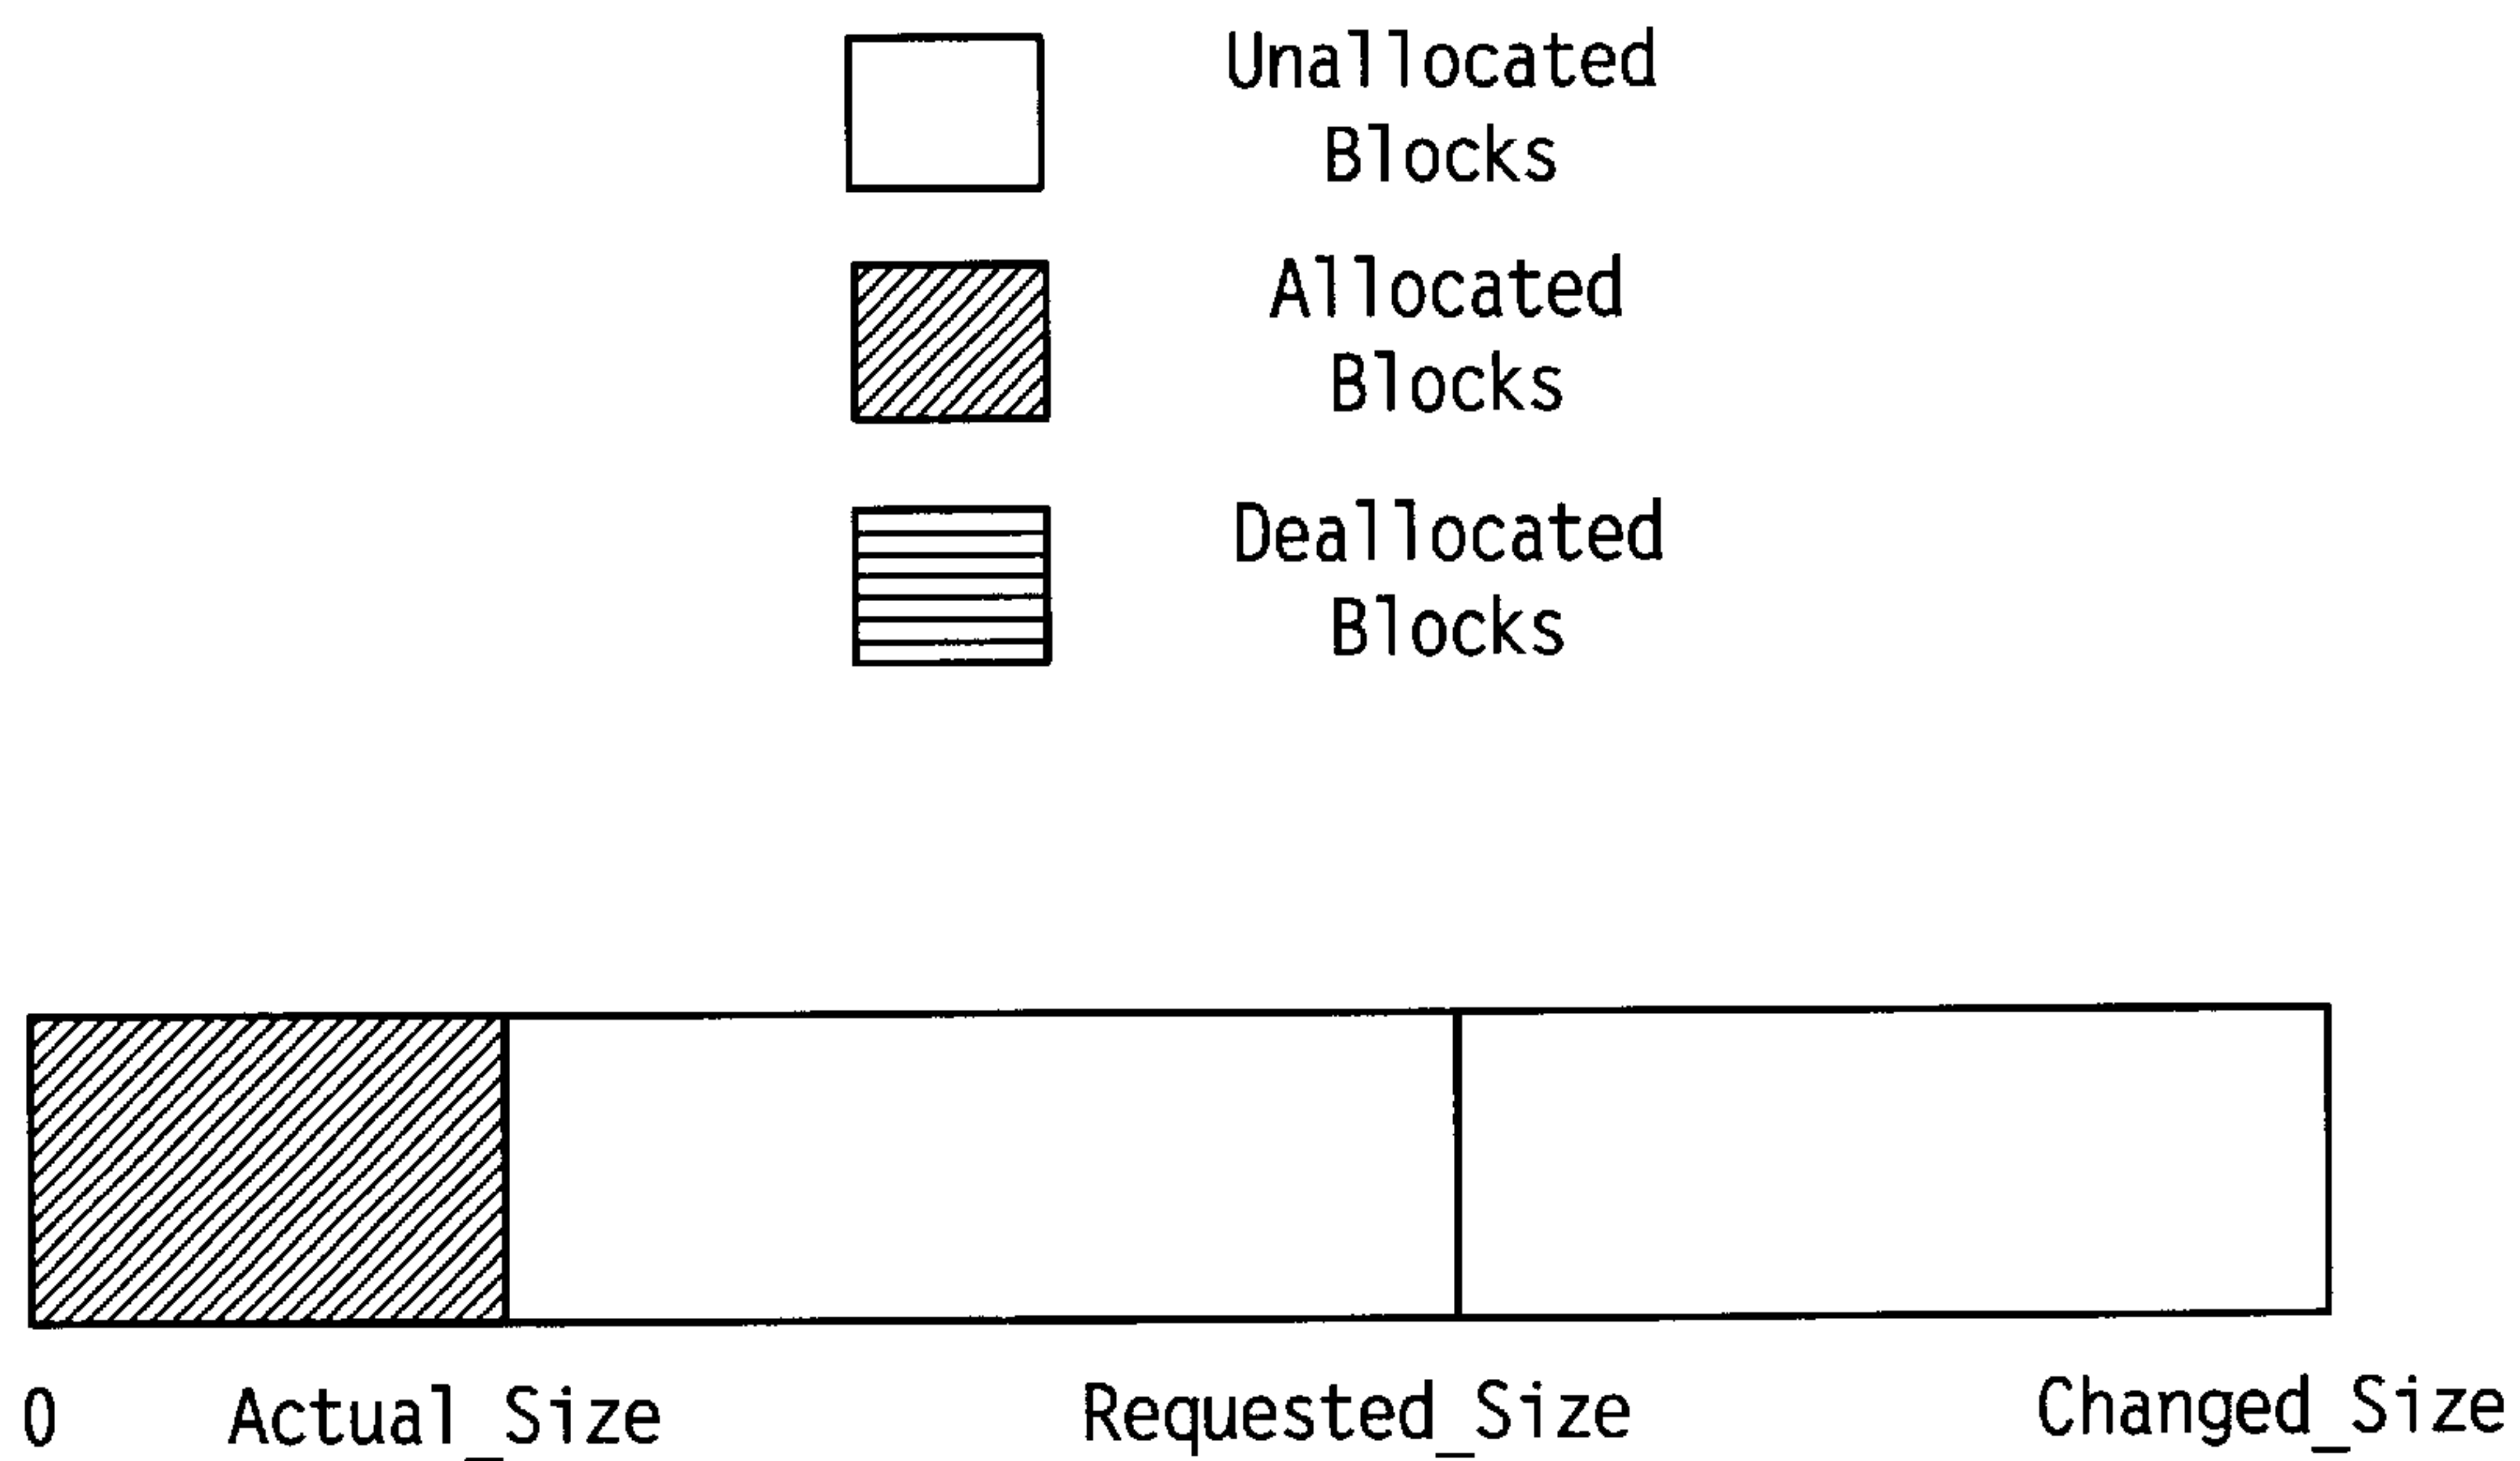 Unallocated
Blocks
Allocated
Blocks
Deallocated
Blocks
0 Actual_Size Requested_Size Changed_Size